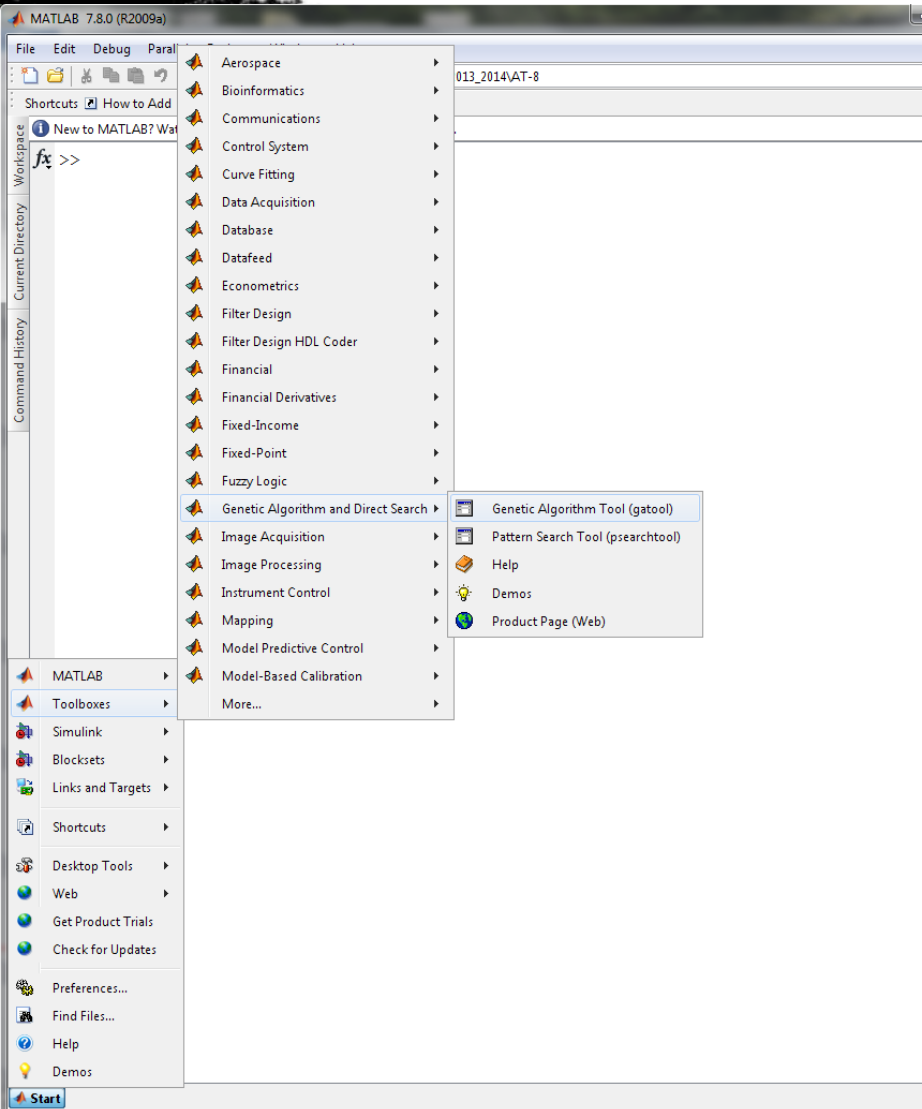 MATLAB 7.8.0 (R2009a)
File Edit Debug
013_2014\AT-8
Shortcuts How to Add
New to MATLAB?
fx >>
Workspace
Current Directory
Command History
Aerospace
Bioinformatics
Communications
Control System
Curve Fitting
Data Acquisition
Database
Datafeed
Econometrics
Filter Design
Filter Design HDL Coder
Financial
Financial Derivatives
Fixed-Income
Fixed-Point
Fuzzy Logic
Genetic Algorithm and Direct Search
Image Acquisition
Image Processing
Instrument Control
Mapping
Model Predictive Control
Model-Based Calibration
More...
Genetic Algorithm Tool (gatool)
Pattern Search Tool (psearchtool)
Help
Demos
Product Page (Web)
MATLAB
Toolboxes
Simulink
Blocksets
Links and Targets
Shortcuts
Desktop Tools
Web
Get Product Trials
Check for Updates
Preferences...
Find Files...
Help
Demos
Start